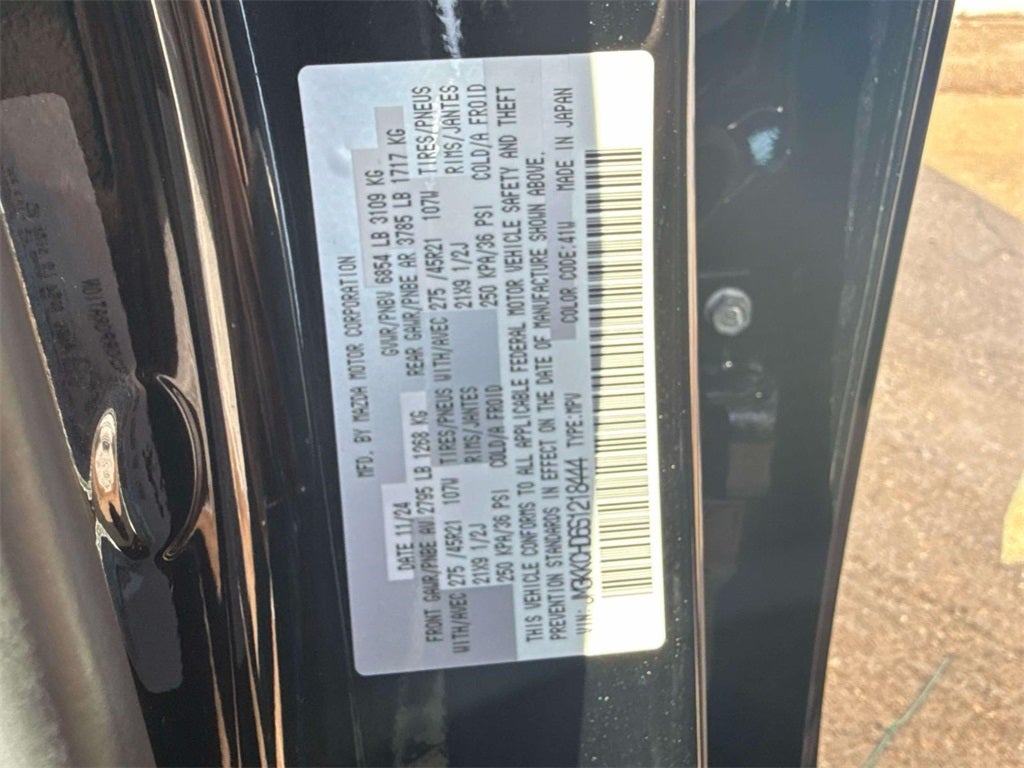 MFD. BY MAZDA MOTOR CORPORATION
DATE 11/24 GVWR/PNBV 6854 LB 3109 KG
FRONT GAWR/PNBE AV 2795 LB 1268 KG REAR GAWR/PNBE AR 3785 LB 1717 KG
WITH/AVEC 275 /45R21 107W TIRES/PNEUS WITH/AVEC 275 /45R21 107W TIRES/PNEUS
21X9 1/2J RIMS/JANTES 21X9 1/2J RIMS/JANTES
250 KPA/36 PSI COLD/A FROID 250 KPA/36 PSI COLD/A FROID
THIS VEHICLE CONFORMS TO ALL APPLICABLE FEDERAL MOTOR VEHICLE SAFETY AND THEFT
PREVENTION STANDARDS IN EFFECT ON THE DATE OF MANUFACTURE SHOWN ABOVE.
VIN: JM3KKCHD6S1218444 TYPE:MPV COLOR CODE:41W MADE IN JAPAN